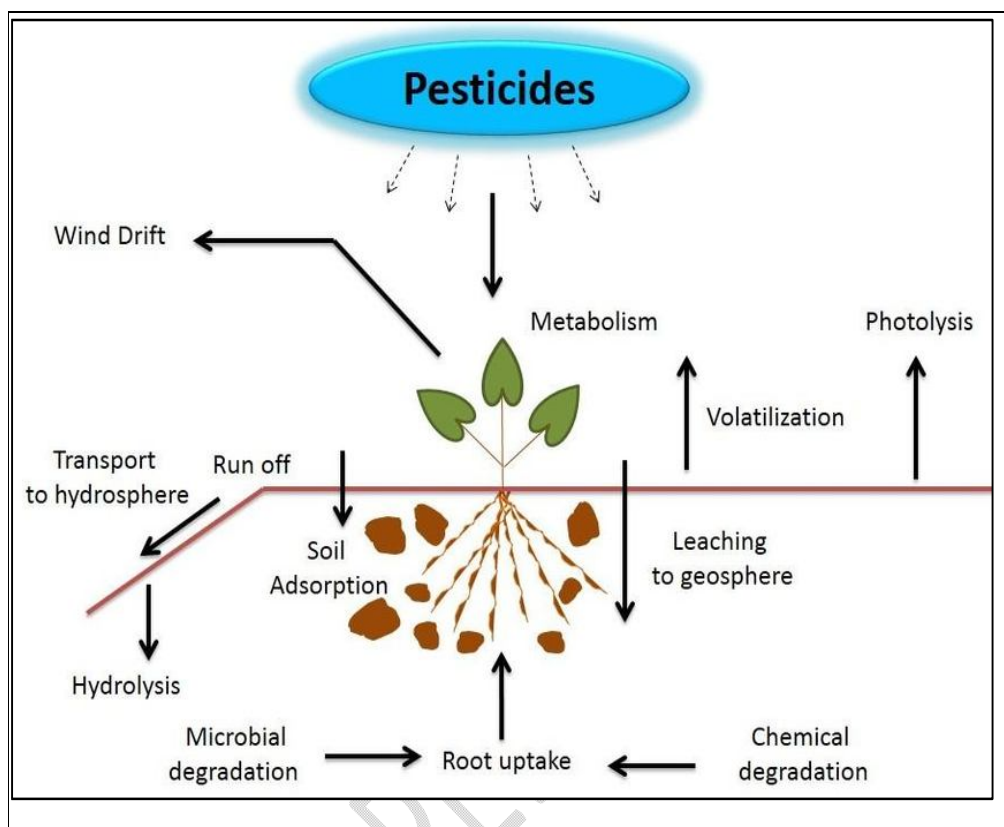 Pesticides
Wind Drift
Metabolism
Photolysis
Volatilization
Transport
to hydrosphere
Run off
Soil
Adsorption
Leaching
to geosphere
Hydrolysis
Microbial
degradation
Root uptake
Chemical
degradation